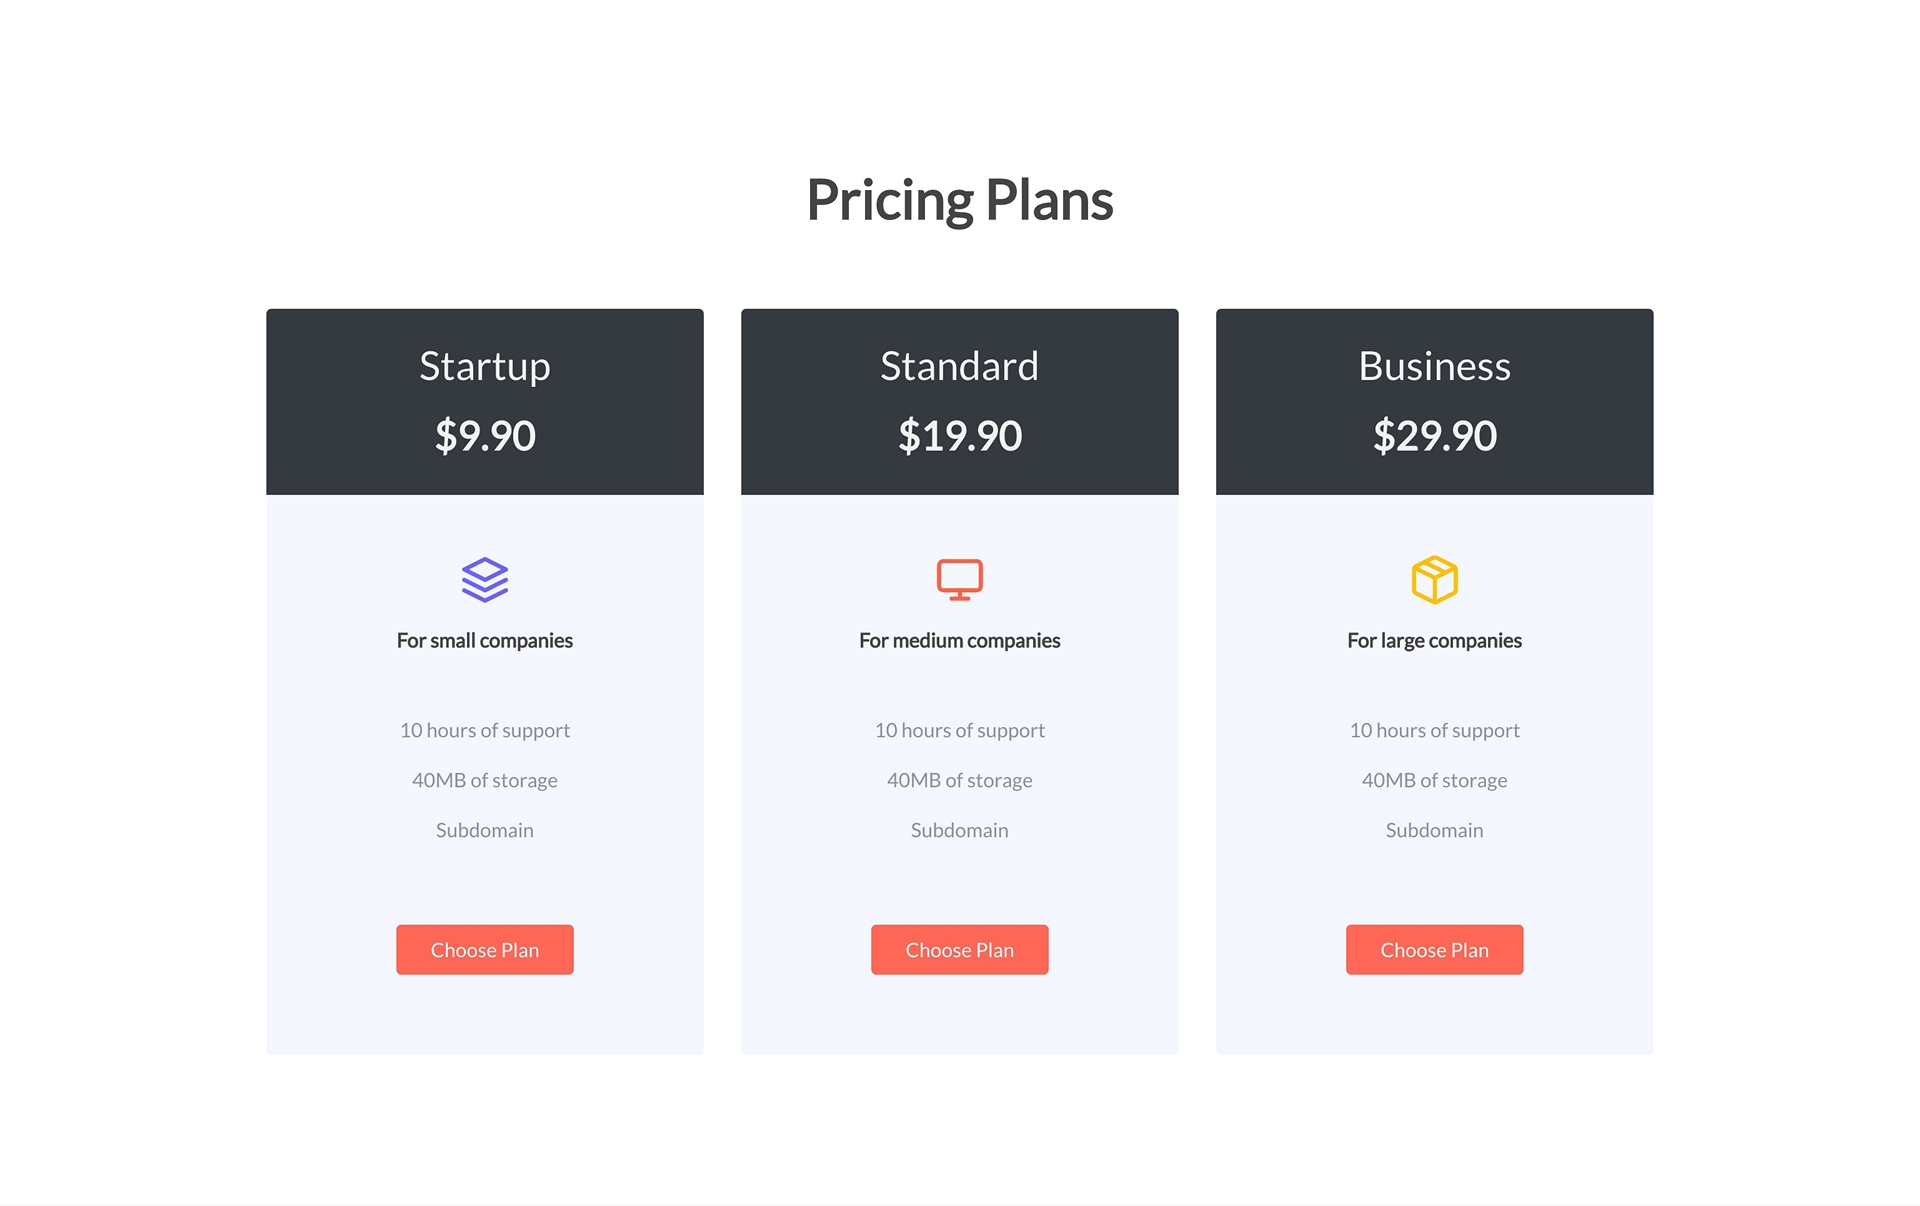 Pricing Plans
Startup
$9.90
For small companies
10 hours of support
40MB of storage
Subdomain
Choose Plan
Standard
$19.90
For medium companies
10 hours of support
40MB of storage
Subdomain
Choose Plan
Business
$29.90
For large companies
10 hours of support
40MB of storage
Subdomain
Choose Plan